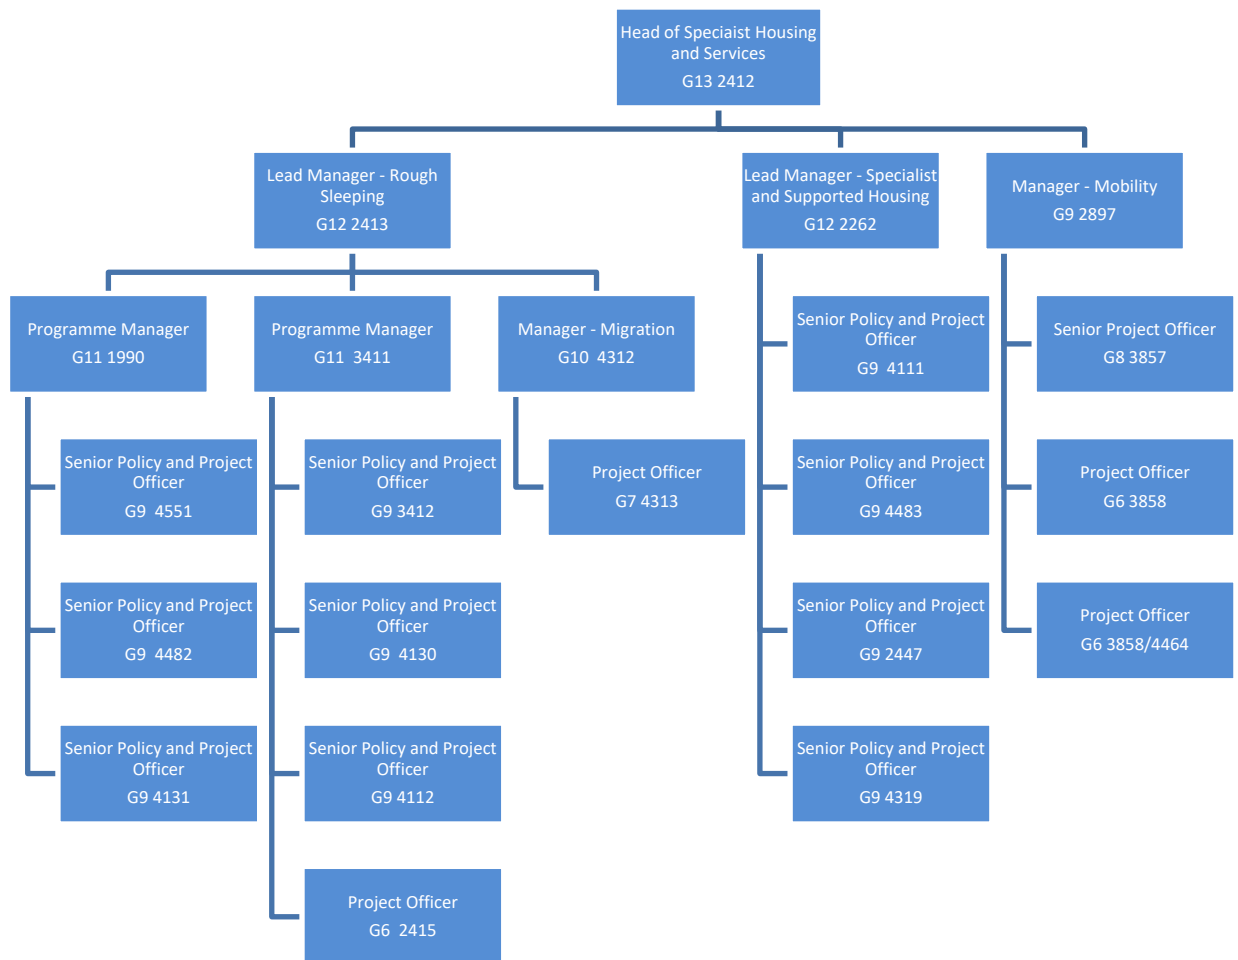 Head of Speciaist Housing
and Services
G13 2412
Lead Manager - Rough
Sleeping
G12 2413
Lead Manager - Specialist
and Supported Housing
G12 2262
Manager - Mobility
G9 2897
Programme Manager
G11 1990
Programme Manager
G11  3411
Manager - Migration
G10  4312
Senior Policy and Project
Officer
G9  4111
Senior Project Officer
G8 3857
Senior Policy and Project
Officer
G9  4551
Senior Policy and Project
Officer
G9 3412
Project Officer
G7 4313
Senior Policy and Project
Officer
G9 4483
Project Officer
G6 3858
Senior Policy and Project
Officer
G9  4482
Senior Policy and Project
Officer
G9  4130
Senior Policy and Project
Officer
G9 2447
Project Officer
G6 3858/4464
Senior Policy and Project
Officer
G9 4131
Senior Policy and Project
Officer
G9 4112
Senior Policy and Project
Officer
G9 4319
Project Officer
G6  2415